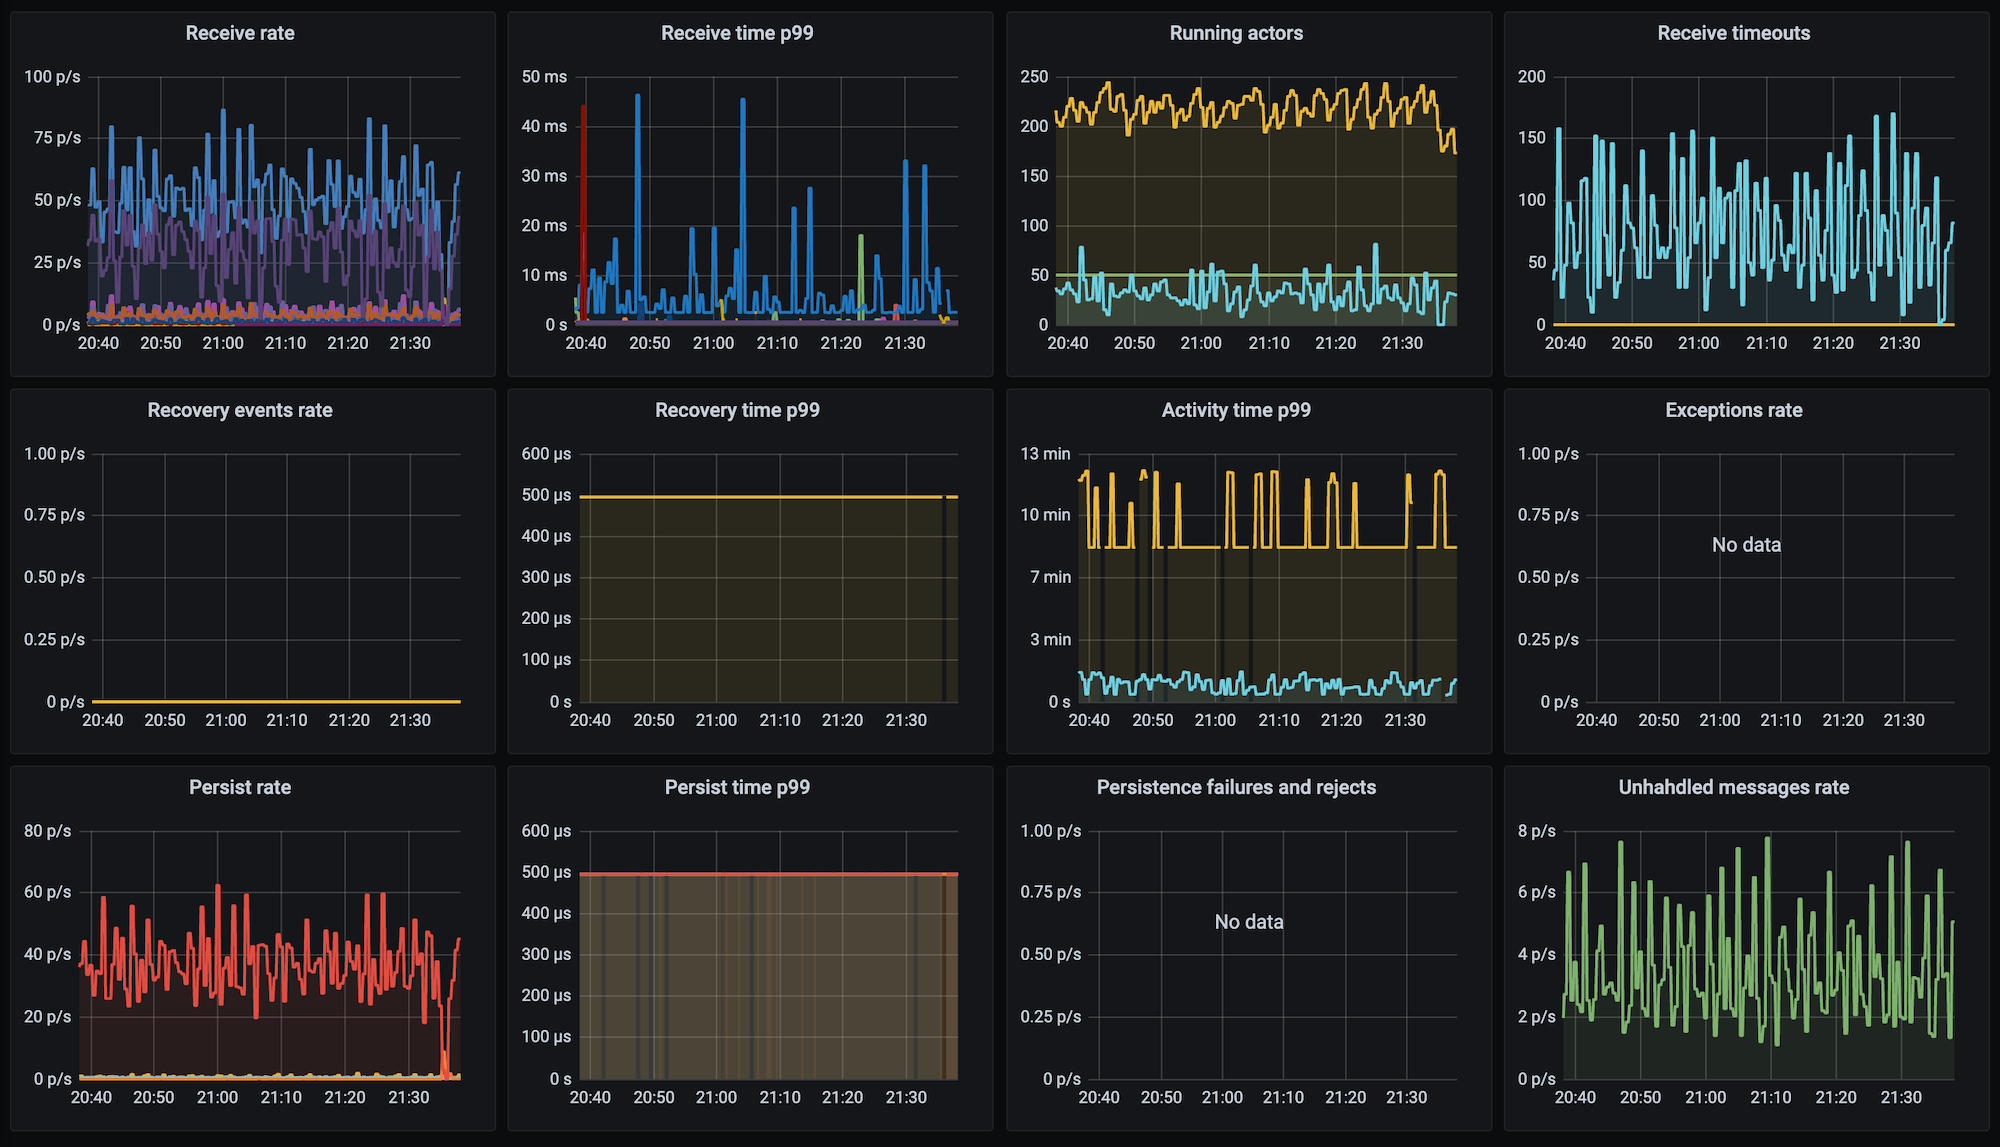 Receive rate
100 p/s
75 p/s
50 p/s
25 p/s
0 p/s
20:40 20:50 21:00 21:10 21:20 21:30
Receive time p99
50 ms
40 ms
30 ms
20 ms
10 ms
0 s
20:40 20:50 21:00 21:10 21:20 21:30
Running actors
250
200
150
100
50
0
20:40 20:50 21:00 21:10 21:20 21:30
Receive timeouts
200
150
100
50
0
20:40 20:50 21:00 21:10 21:20 21:30
Recovery events rate
1.00 p/s
0.75 p/s
0.50 p/s
0.25 p/s
0 p/s
20:40 20:50 21:00 21:10 21:20 21:30
Recovery time p99
600 µs
500 µs
400 µs
300 µs
200 µs
100 µs
0 s
20:40 20:50 21:00 21:10 21:20 21:30
Activity time p99
13 min
10 min
7 min
3 min
0 s
20:40 20:50 21:00 21:10 21:20 21:30
Exceptions rate
1.00 p/s
0.75 p/s
No data
0.50 p/s
0.25 p/s
0 p/s
20:40 20:50 21:00 21:10 21:20 21:30
Persist rate
80 p/s
60 p/s
40 p/s
20 p/s
0 p/s
20:40 20:50 21:00 21:10 21:20 21:30
Persist time p99
600 µs
500 µs
400 µs
300 µs
200 µs
100 µs
0 s
20:40 20:50 21:00 21:10 21:20 21:30
Persistence failures and rejects
1.00 p/s
0.75 p/s
No data
0.50 p/s
0.25 p/s
0 p/s
20:40 20:50 21:00 21:10 21:20 21:30
Unhahdled messages rate
8 p/s
6 p/s
4 p/s
2 p/s
0 p/s
20:40 20:50 21:00 21:10 21:20 21:30